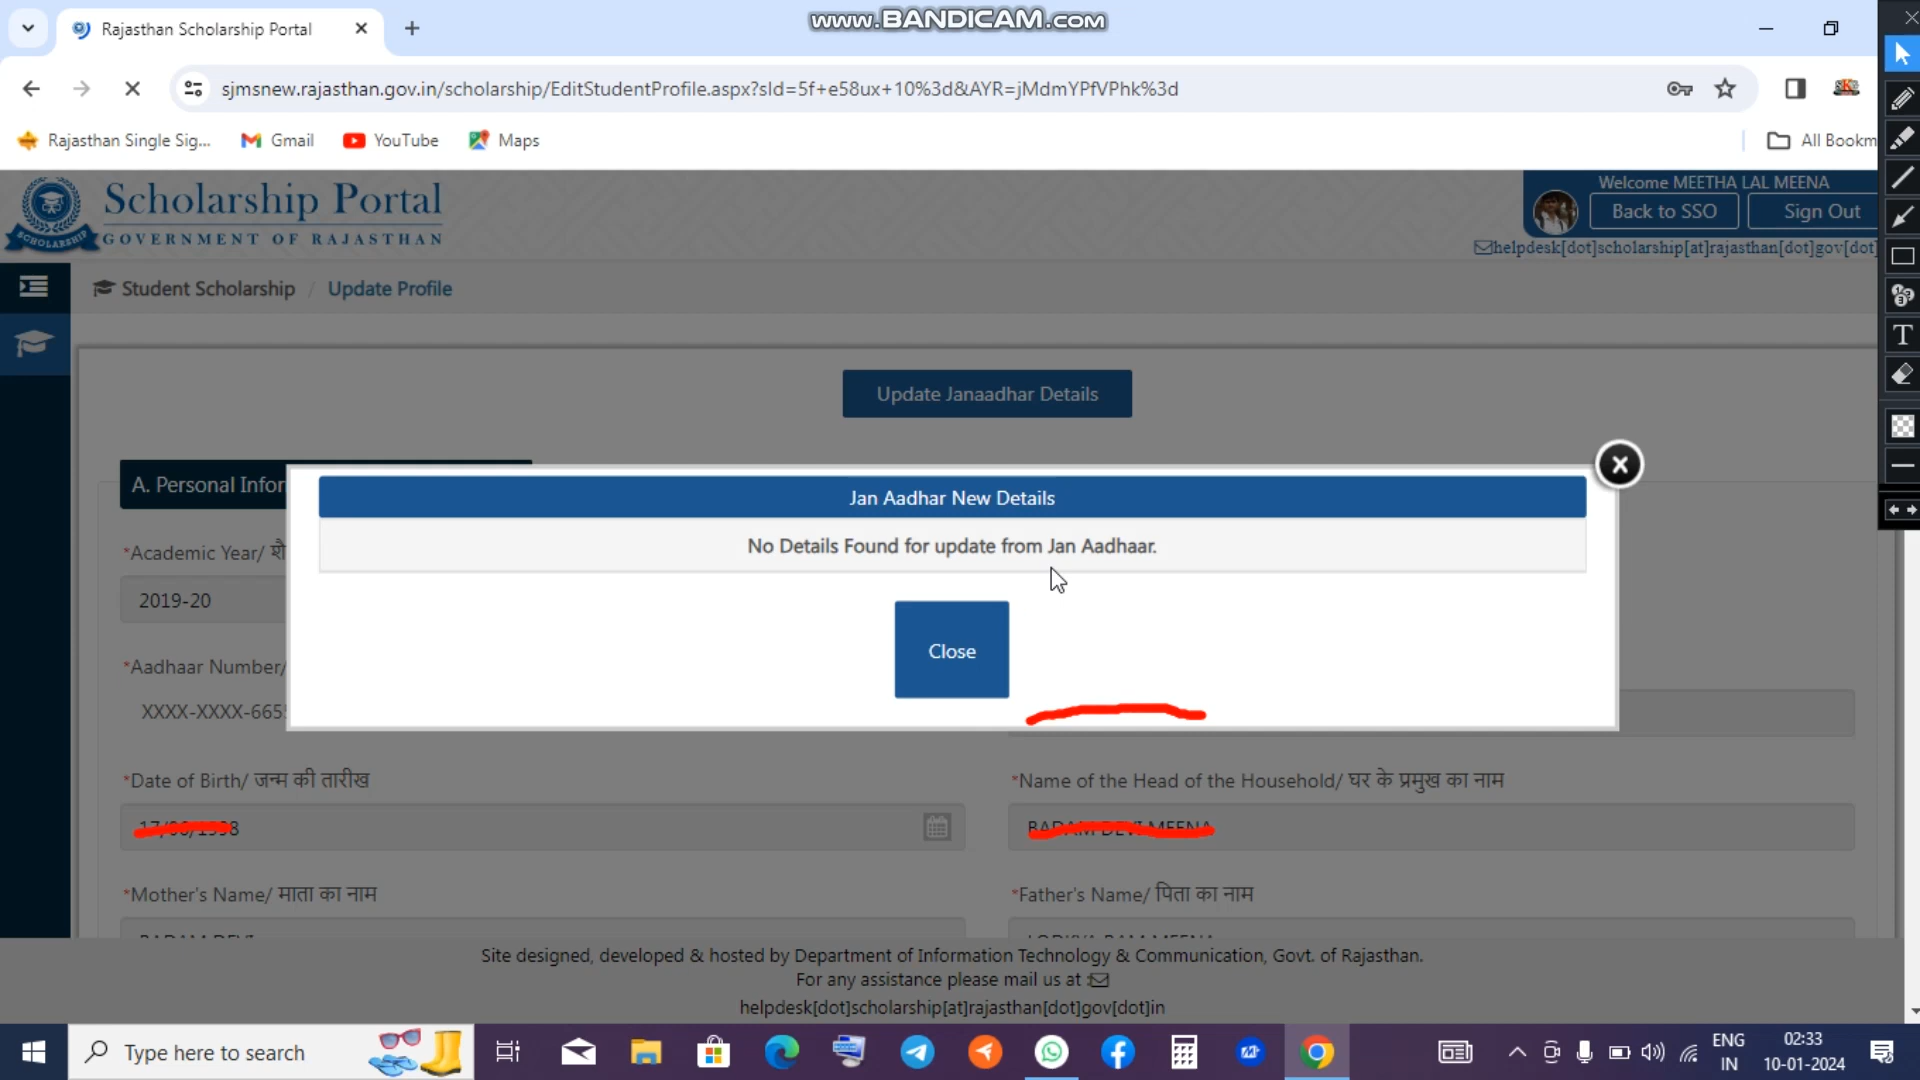 www.BANDICAM.com
Rajasthan Scholarship Portal
sjmsnew.rajasthan.gov.in/scholarship/EditStudentProfile.aspx?sId=5f+e58ux+10%3d&AYR=jMdmYPfVPhk%3d
Rajasthan Single Sig... Gmail YouTube Maps All Bookm
Scholarship Portal
GOVERNMENT OF RAJASTHAN
SCHOLARSHIP
Welcome MEETHA LAL MEENA
Back to SSO Sign Out
helpdesk[dot]scholarship[at]rajasthan[dot]gov[dot]
Student Scholarship / Update Profile
Update Janaadhar Details
A. Personal Infor
Jan Aadhar New Details
No Details Found for update from Jan Aadhaar.
Close
*Academic Year/ शै
2019-20
*Aadhaar Number/
XXXX-XXXX-665
*Date of Birth/ जन्म की तारीख
*Name of the Head of the Household/ घर के प्रमुख का नाम
BADAM DEVI MEENA
*Mother's Name/ माता का नाम
*Father's Name/ पिता का नाम
Site designed, developed & hosted by Department of Information Technology & Communication, Govt. of Rajasthan.
For any assistance please mail us at :
helpdesk[dot]scholarship[at]rajasthan[dot]gov[dot]in
Type here to search
ENG
IN
02:33
10-01-2024